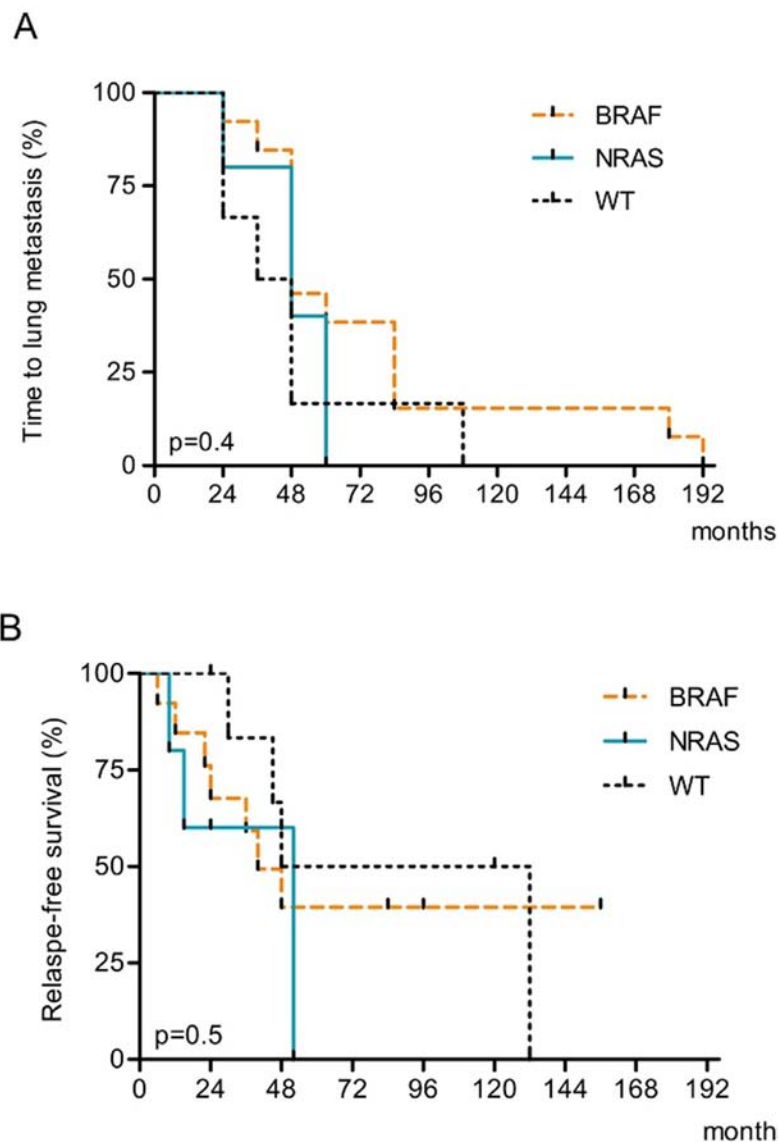 A
Time to lung metastasis (%)
100
75
50
25
0
BRAF
NRAS
WT
p=0.4
0 24 48 72 96 120 144 168 192
months
B
Relaspe-free survival (%)
100
75
50
25
0
BRAF
NRAS
WT
p=0.5
0 24 48 72 96 120 144 168 192
month